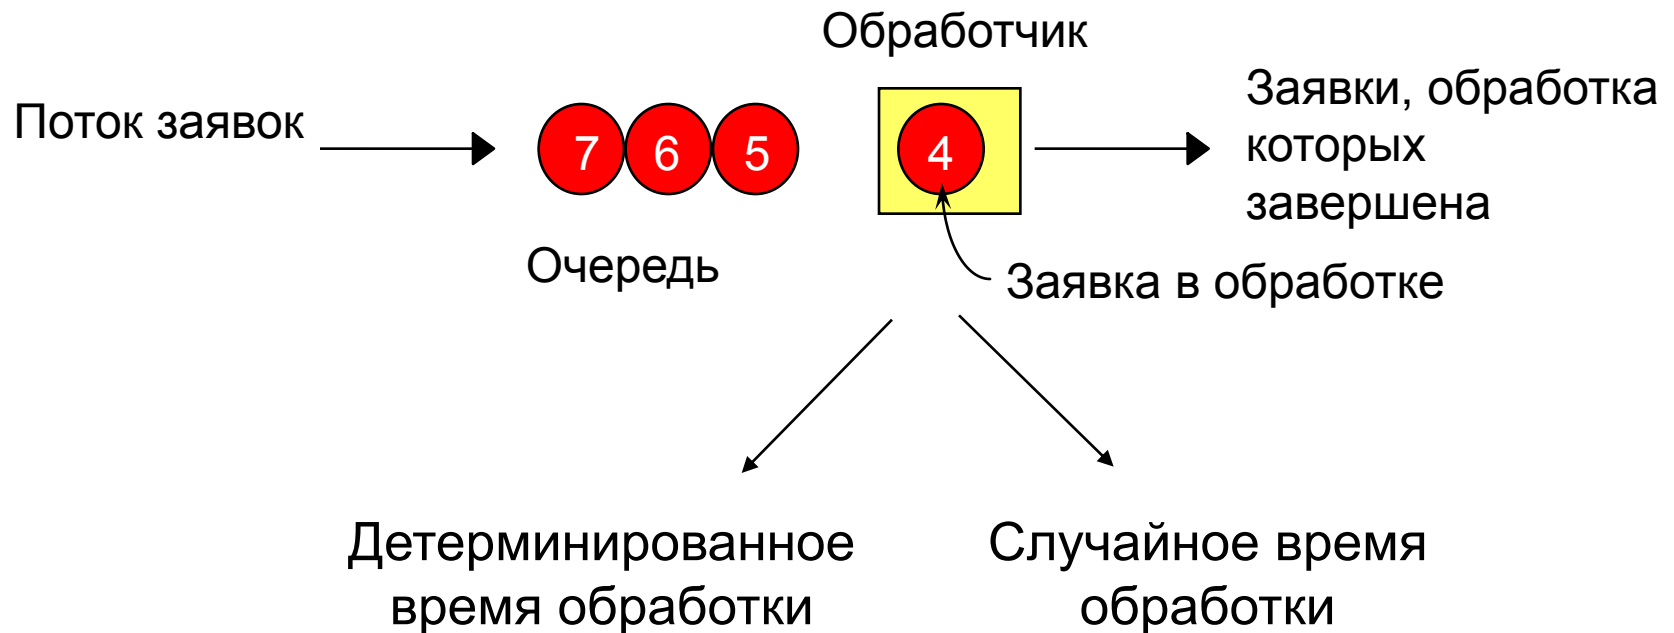 Обработчик
Поток заявок
7 6 5
4
Заявки, обработка
которых
завершена
Очередь
Заявка в обработке
Детерминированное
время обработки
Случайное время
обработки